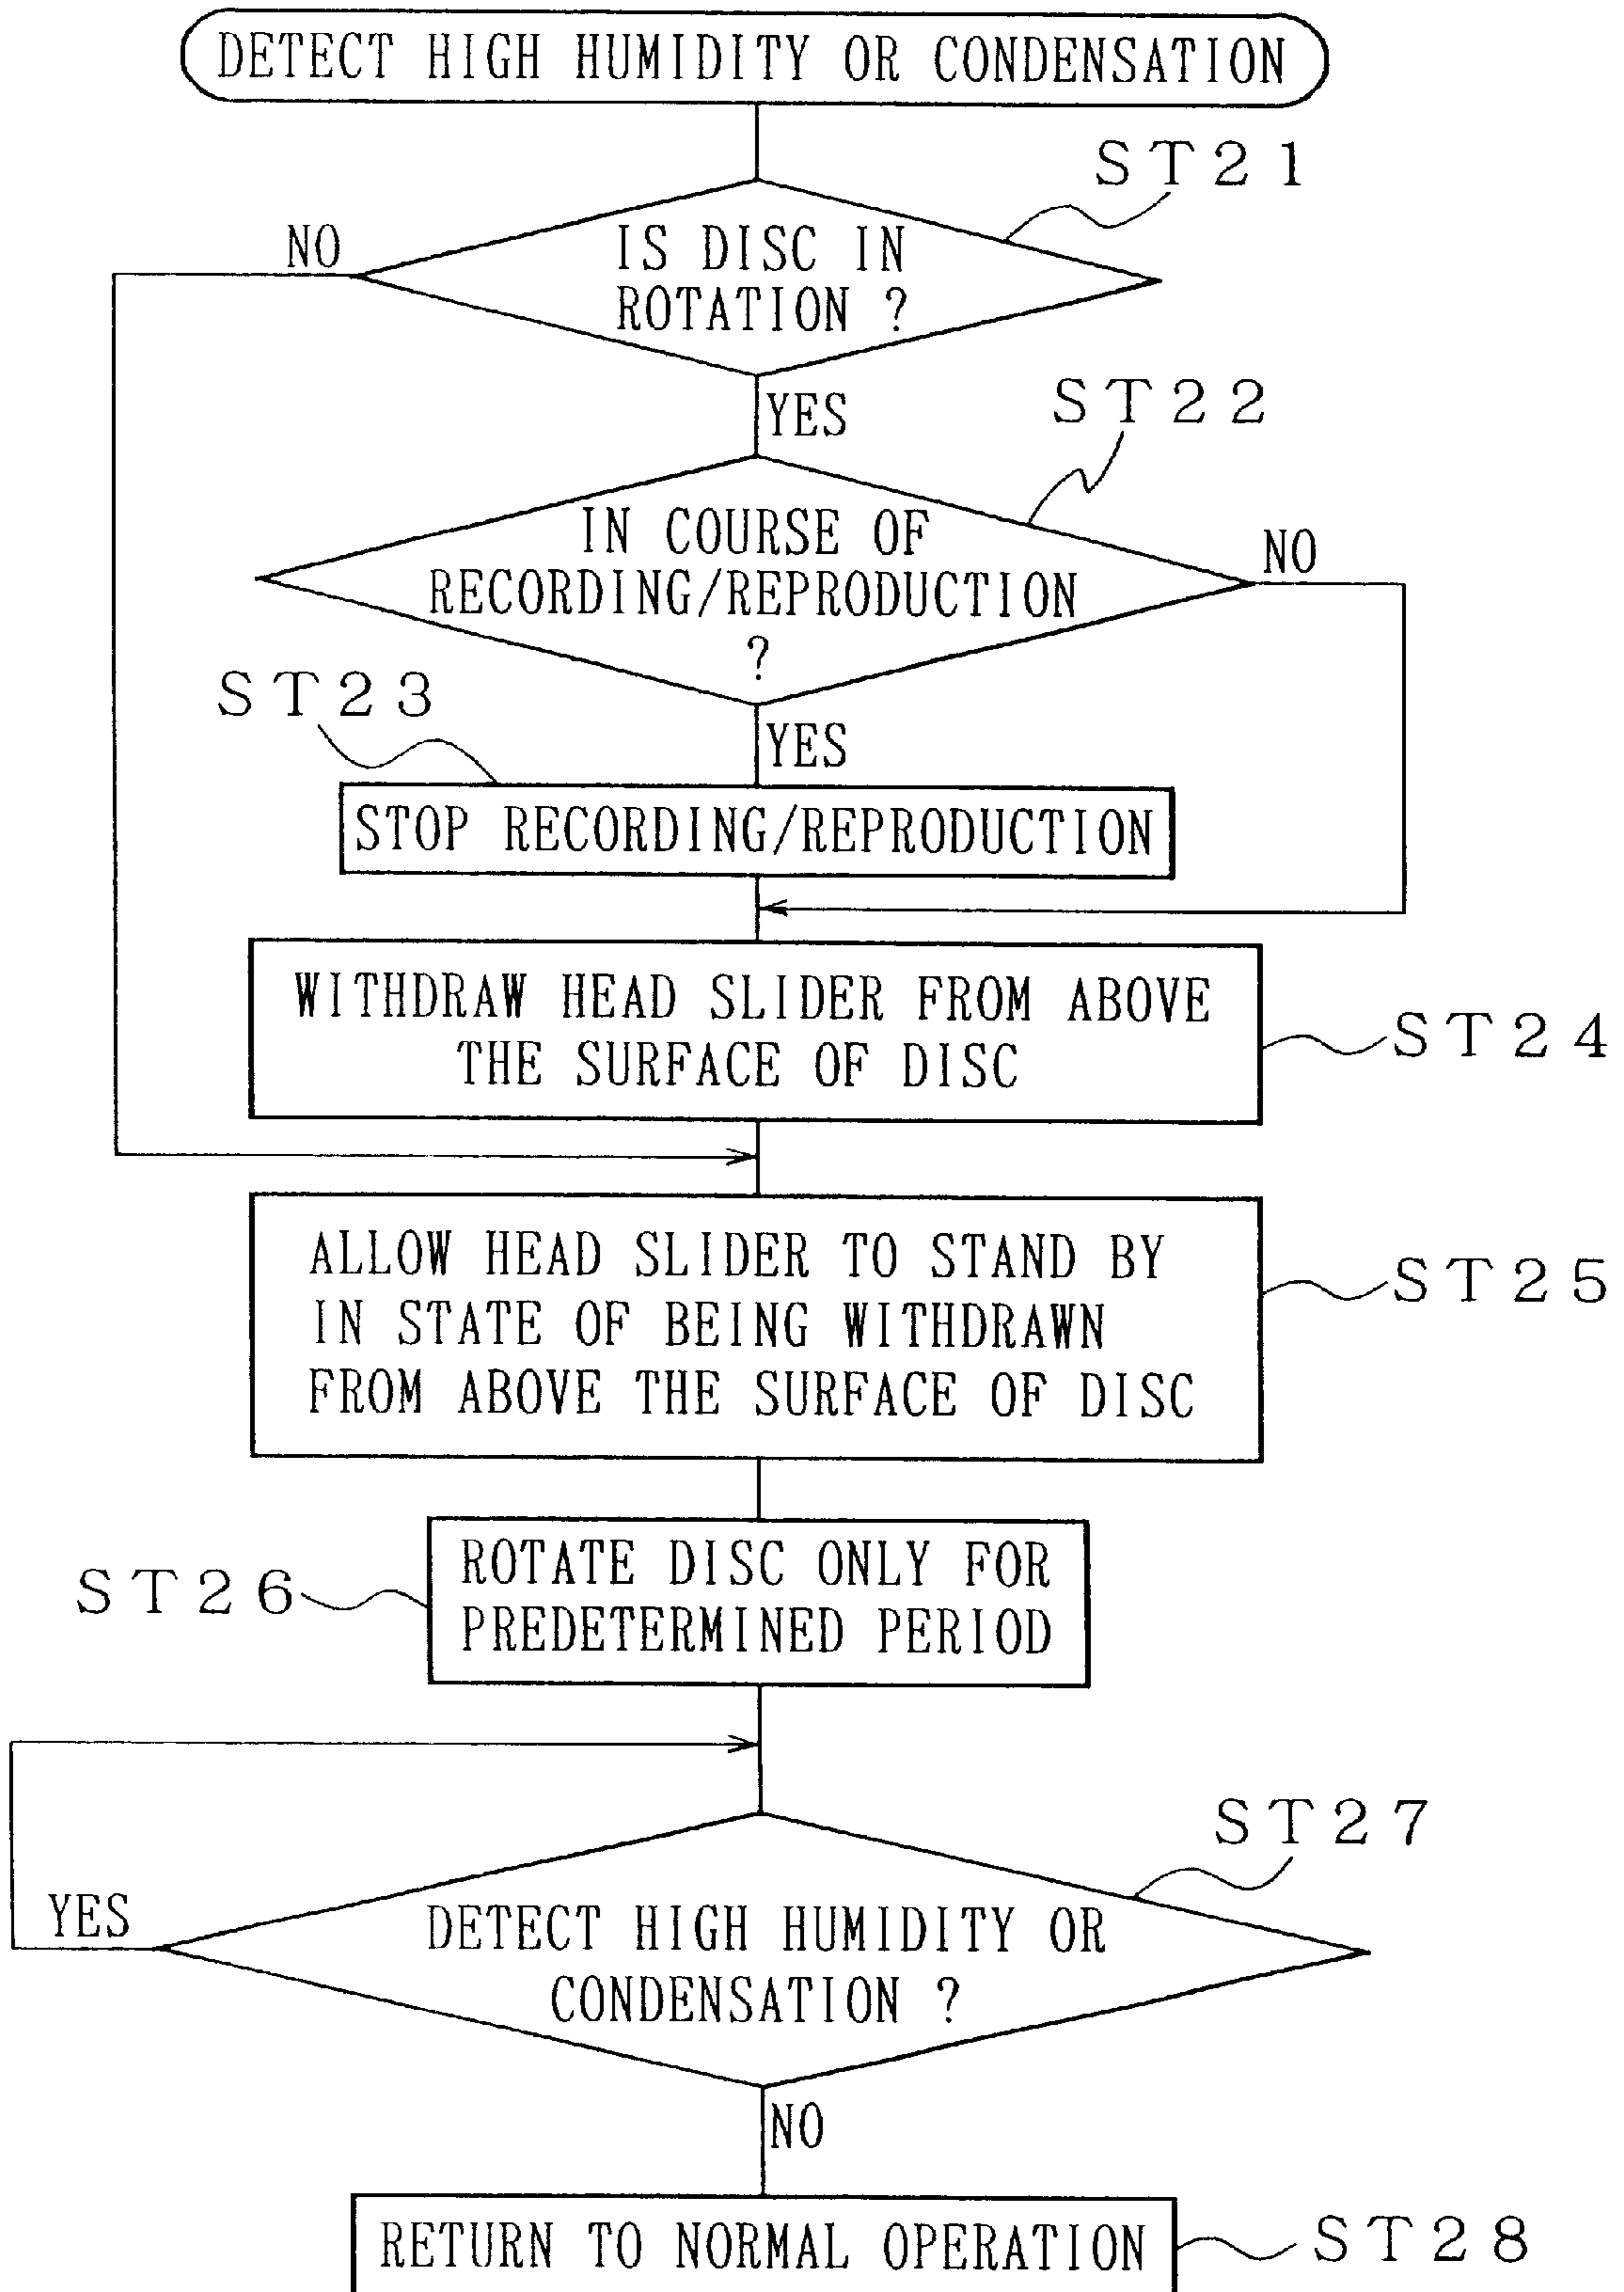 DETECT HIGH HUMIDITY OR CONDENSATION
ST21
NO
IS DISC IN
ROTATION ?
YES
ST22
IN COURSE OF
RECORDING/REPRODUCTION
?
NO
ST23
YES
STOP RECORDING/REPRODUCTION
WITHDRAW HEAD SLIDER FROM ABOVE
THE SURFACE OF DISC
ST24
ALLOW HEAD SLIDER TO STAND BY
IN STATE OF BEING WITHDRAWN
FROM ABOVE THE SURFACE OF DISC
ST25
ROTATE DISC ONLY FOR
PREDETERMINED PERIOD
ST26
ST27
YES
DETECT HIGH HUMIDITY OR
CONDENSATION ?
NO
RETURN TO NORMAL OPERATION
ST28